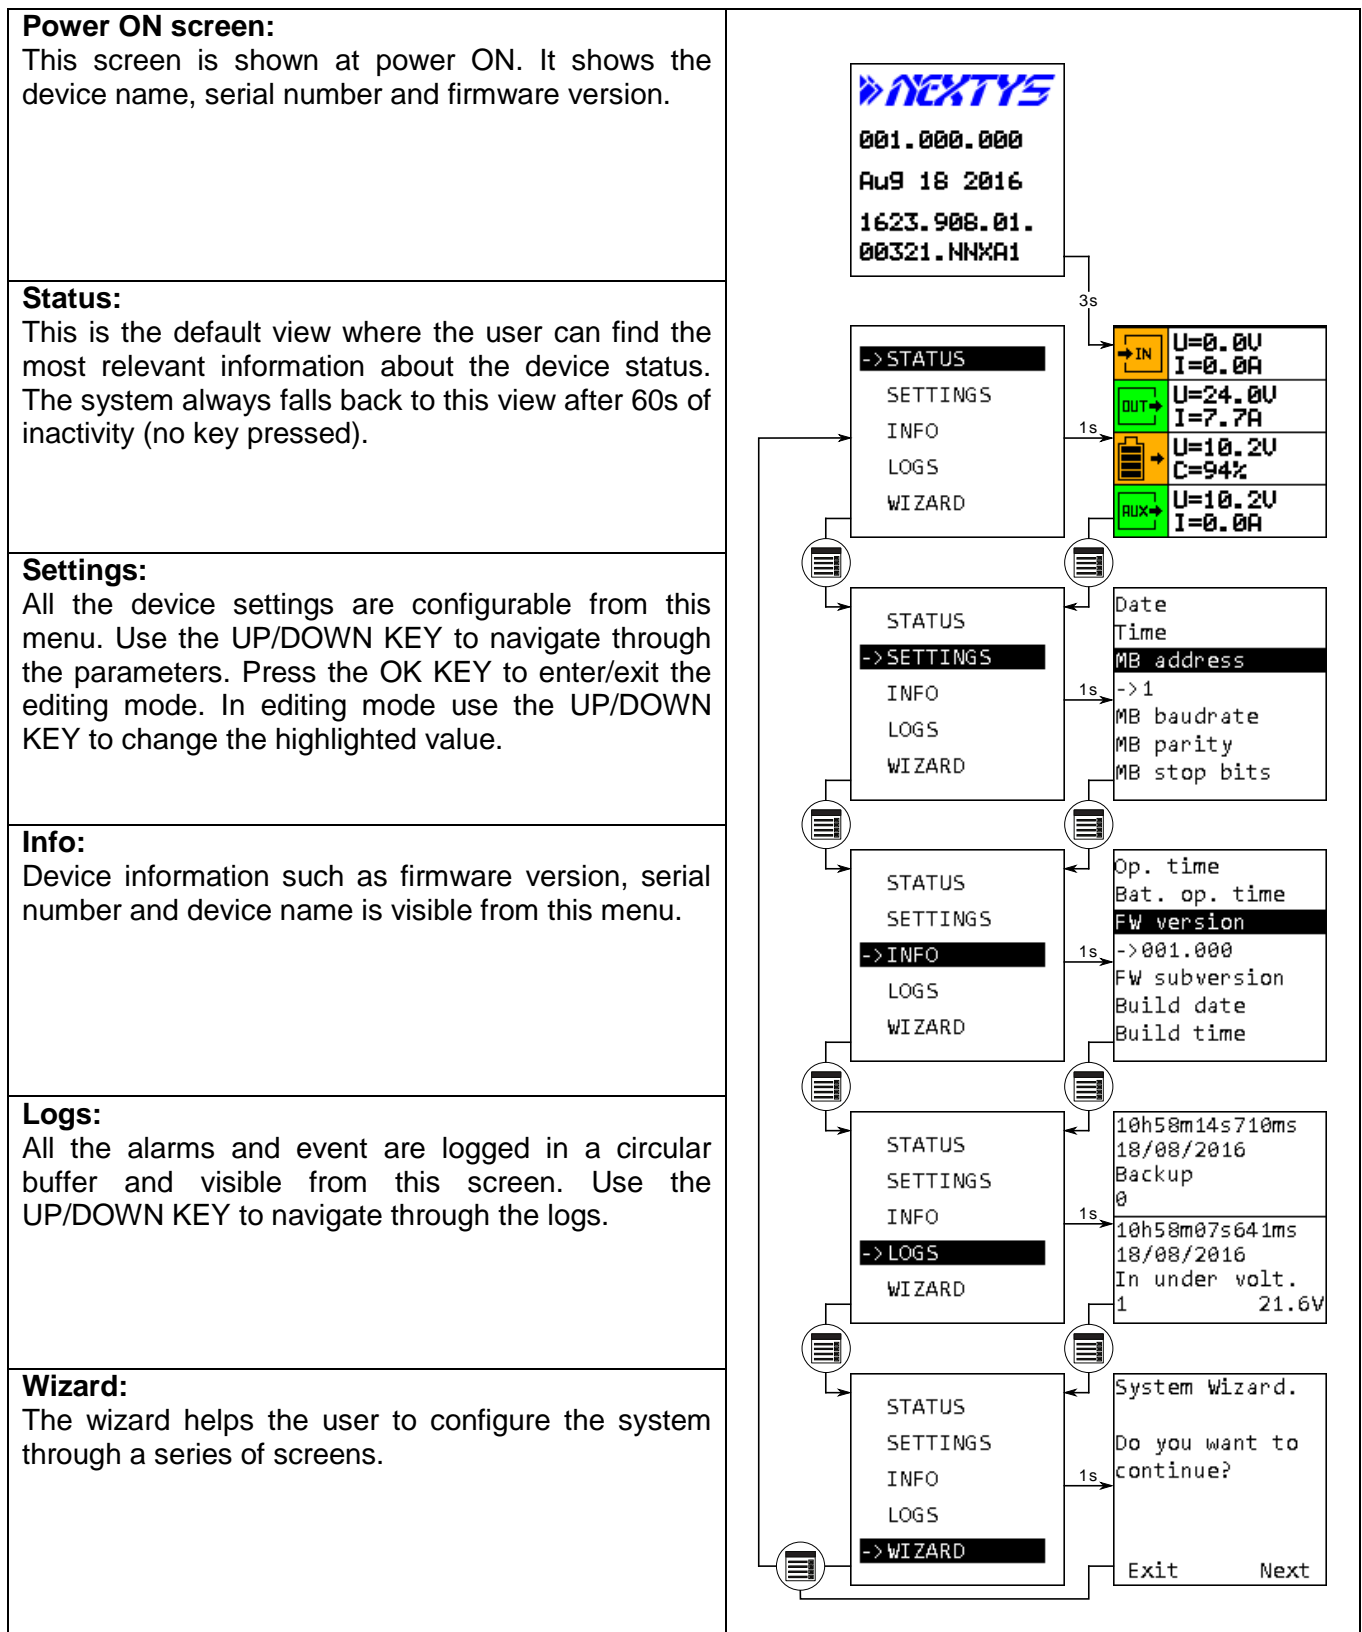 Power ON screen:
This screen is shown at power ON. It shows the
device name, serial number and firmware version.
NEXTYS
001.000.000
Aug 18 2016
1623.908.01.
00321.NNXA1
3s
Status:
This is the default view where the user can find the
most relevant information about the device status.
The system always falls back to this view after 60s of
inactivity (no key pressed).
->STATUS
SETTINGS
INFO
LOGS
WIZARD
1s
IN
U=0.0V
I=0.0A
OUT
U=24.0V
I=7.7A
U=10.2V
C=94%
AUX
U=10.2V
I=0.0A
Settings:
All the device settings are configurable from this
menu. Use the UP/DOWN KEY to navigate through
the parameters. Press the OK KEY to enter/exit the
editing mode. In editing mode use the UP/DOWN
KEY to change the highlighted value.
STATUS
->SETTINGS
INFO
LOGS
WIZARD
1s
Date
Time
MB address
->1
MB baudrate
MB parity
MB stop bits
Info:
Device information such as firmware version, serial
number and device name is visible from this menu.
STATUS
SETTINGS
->INFO
LOGS
WIZARD
1s
Op. time
Bat. op. time
FW version
->001.000
FW subversion
Build date
Build time
Logs:
All the alarms and event are logged in a circular
buffer and visible from this screen. Use the
UP/DOWN KEY to navigate through the logs.
STATUS
SETTINGS
INFO
->LOGS
WIZARD
1s
10h58m14s710ms
18/08/2016
Backup
0
10h58m07s641ms
18/08/2016
In under volt.
1 21.6V
Wizard:
The wizard helps the user to configure the system
through a series of screens.
STATUS
SETTINGS
INFO
LOGS
->WIZARD
1s
System Wizard.
Do you want to
continue?
Exit Next